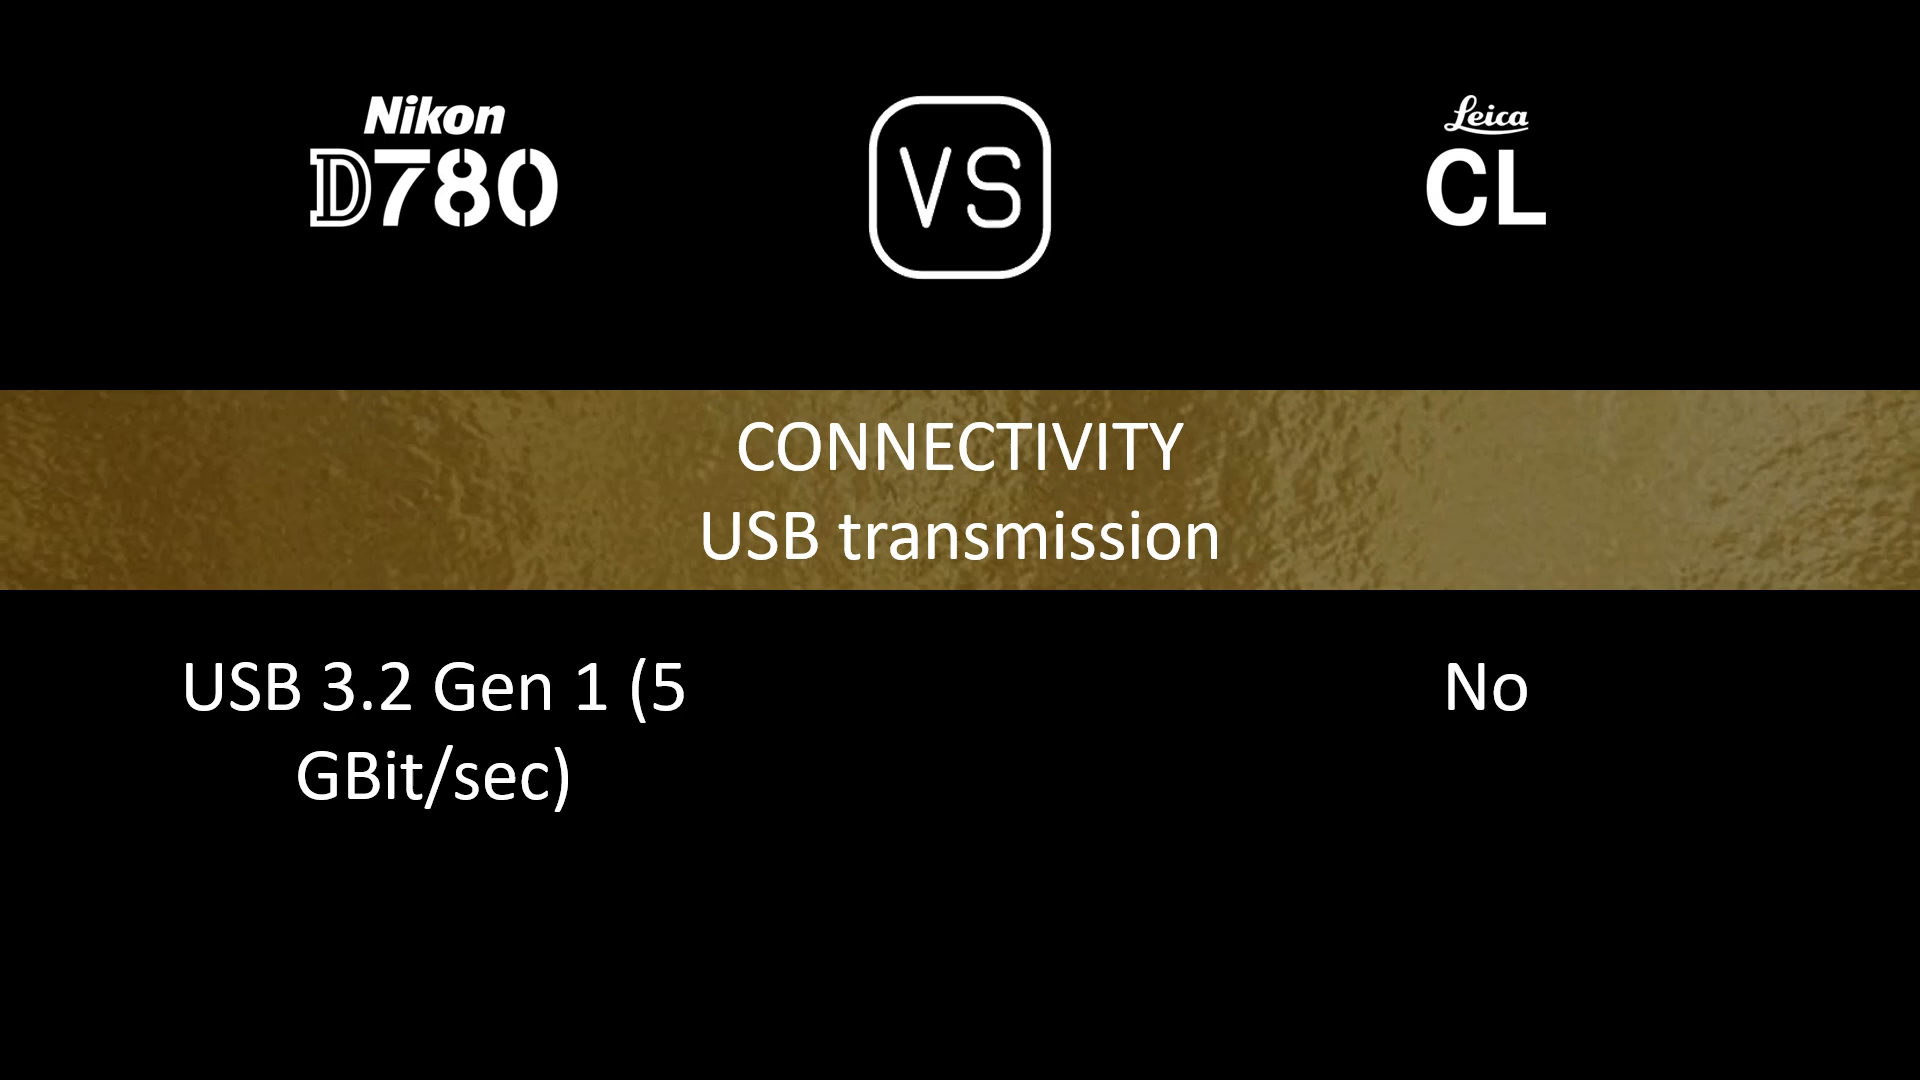 Nikon
D780
VS
Leica
CL
CONNECTIVITY
USB transmission
USB 3.2 Gen 1 (5
GBit/sec)
No